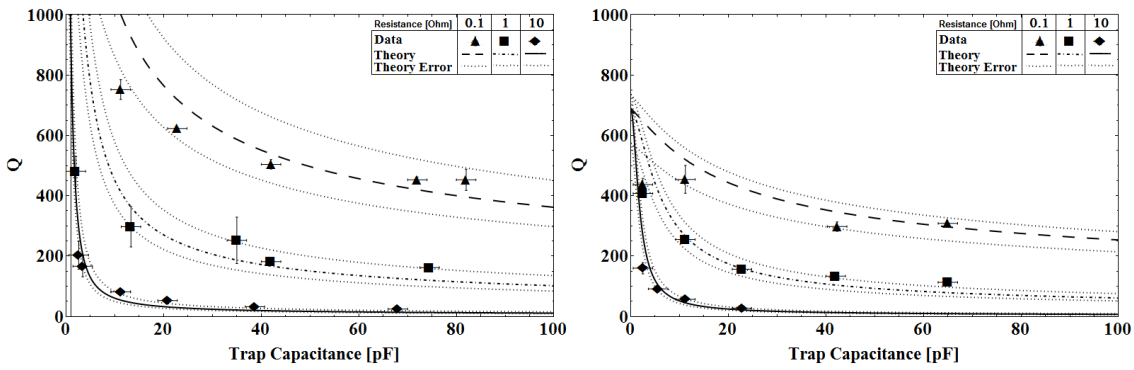 Resistance [Ohm] 0.1 1 10
Data
Theory
Theory Error
1000
800
600
400
200
0
Q
0 20 40 60 80 100
Trap Capacitance [pF]
Resistance [Ohm] 0.1 1 10
Data
Theory
Theory Error
1000
800
600
400
200
0
Q
0 20 40 60 80 100
Trap Capacitance [pF]